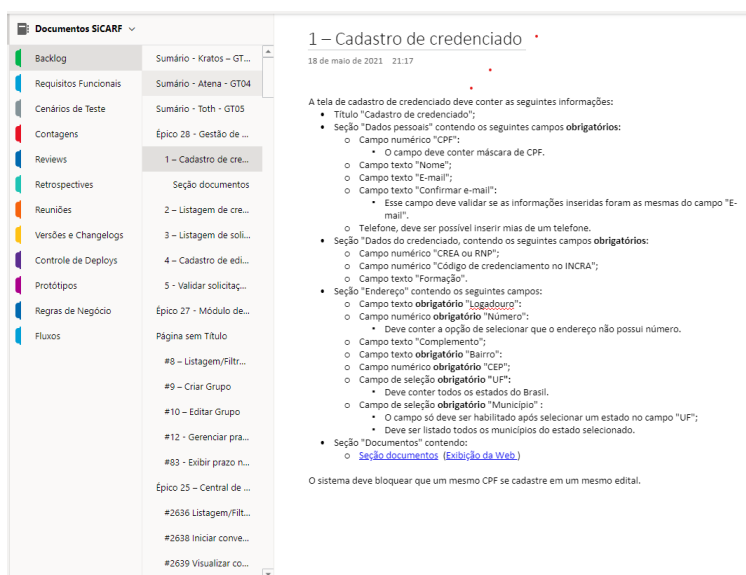 Documentos SiCARF
Backlog
Requisitos Funcionais
Cenários de Teste
Contagens
Reviews
Retrospectives
Reuniões
Versões e Changelogs
Controle de Deploys
Protótipos
Regras de Negócio
Fluxos
Sumário - Kratos – GT...
Sumário - Atena - GT04
Sumário - Toth - GT05
Épico 28 - Gestão de ...
1 – Cadastro de cre...
Seção documentos
2 – Listagem de cre...
3 – Listagem de soli...
4 – Cadastro de edi...
5 - Validar solicitaç...
Épico 27 - Módulo de...
Página sem Título
#8 – Listagem/Filtr...
#9 – Criar Grupo
#10 – Editar Grupo
#12 - Gerenciar pra...
#83 - Exibir prazo n...
Épico 25 – Central de ...
#2636 Listagem/Filt...
#2638 Iniciar conve...
#2639 Visualizar co...
1 – Cadastro de credenciado
18 de maio de 2021 21:17
A tela de cadastro de credenciado deve conter as seguintes informações:
• Título "Cadastro de credenciado";
• Seção "Dados pessoais" contendo os seguintes campos obrigatórios:
o Campo numérico "CPF":
▪ O campo deve conter máscara de CPF.
o Campo texto "Nome";
o Campo texto "E-mail";
o Campo texto "Confirmar e-mail":
▪ Esse campo deve validar se as informações inseridas foram as mesmas do campo "E-
mail".
o Telefone, deve ser possível inserir mias de um telefone.
• Seção "Dados do credenciado, contendo os seguintes campos obrigatórios:
o Campo numérico "CREA ou RNP";
o Campo numérico "Código de credenciamento no INCRA";
o Campo texto "Formação".
• Seção "Endereço" contendo os seguintes campos:
o Campo texto obrigatório "Logadouro":
o Campo numérico obrigatório "Número":
▪ Deve conter a opção de selecionar que o endereço não possui número.
o Campo texto "Complemento";
o Campo texto obrigatório "Bairro":
o Campo numérico obrigatório "CEP";
o Campo de seleção obrigatório "UF":
▪ Deve conter todos os estados do Brasil.
o Campo de seleção obrigatório "Município" :
▪ O campo só deve ser habilitado após selecionar um estado no campo "UF";
▪ Deve ser listado todos os municípios do estado selecionado.
• Seção "Documentos" contendo:
o Seção documentos (Exibição da Web )
O sistema deve bloquear que um mesmo CPF se cadastre em um mesmo edital.